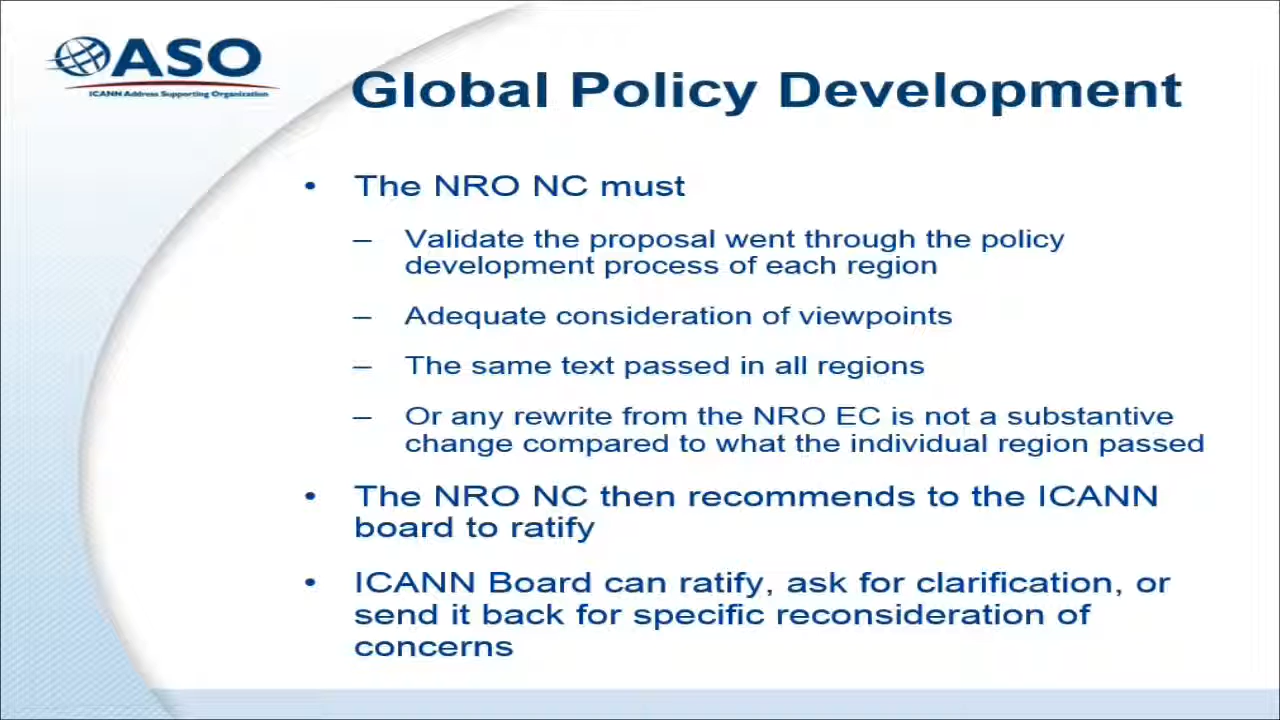 ASO
ICANN Address Supporting Organization
Global Policy Development
• The NRO NC must
– Validate the proposal went through the policy
development process of each region
– Adequate consideration of viewpoints
– The same text passed in all regions
– Or any rewrite from the NRO EC is not a substantive
change compared to what the individual region passed
• The NRO NC then recommends to the ICANN
board to ratify
• ICANN Board can ratify, ask for clarification, or
send it back for specific reconsideration of
concerns